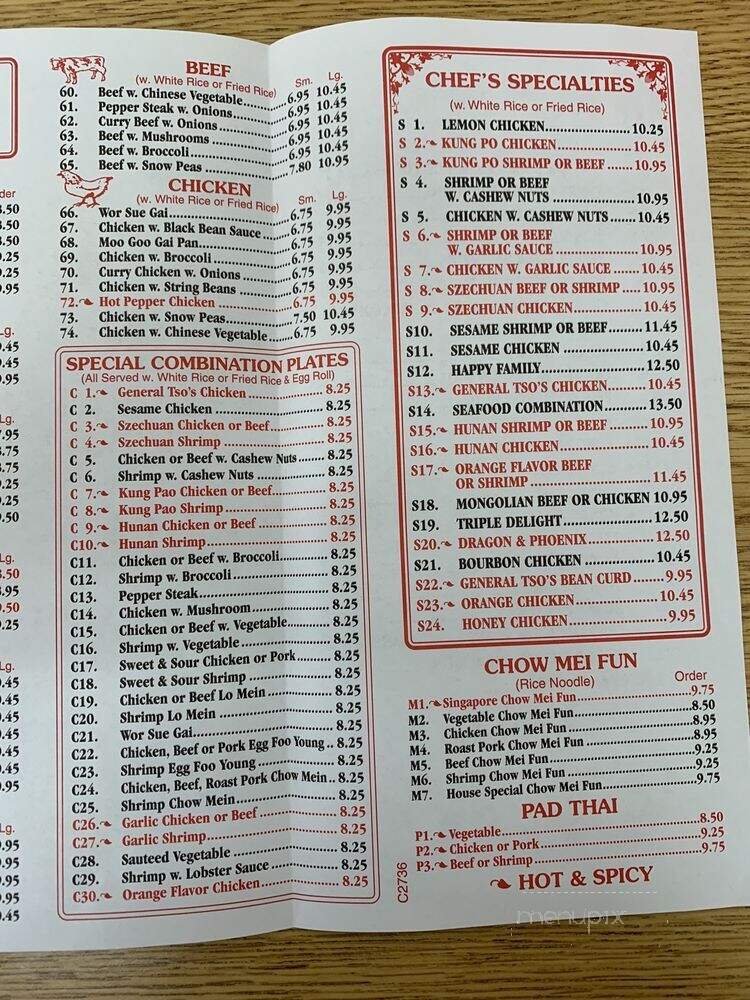 der
3.50
Lg.
Lg.
Lg.
Lg.
Lg.
BEEF
(w. White Rice or Fried Rice) Sm. Lg.
60. Beef w. Chinese Vegetable 6.95 10.45
61. Pepper Steak w. Onions 6.95 10.45
62. Curry Beef w. Onions 6.95 10.45
63. Beef w. Mushrooms 6.95 10.45
64. Beef w. Broccoli 6.95 10.45
65. Beef w. Snow Peas 7.80 10.95
CHICKEN
(w. White Rice or Fried Rice) Sm. Lg.
66. Wor Sue Gai 6.75 9.95
67. Chicken w. Black Bean Sauce 6.75 9.95
68. Moo Goo Gai Pan 6.75 9.95
69. Chicken w. Broccoli 6.75 9.95
70. Curry Chicken w. Onions 6.75 9.95
71. Chicken w. String Beans 6.75 9.95
72. Hot Pepper Chicken 6.75 9.95
73. Chicken w. Snow Peas 7.50 10.45
74. Chicken w. Chinese Vegetable 6.75 9.95
SPECIAL COMBINATION PLATES
(All Served w. White Rice or Fried Rice & Egg Roll)
C 1. General Tso's Chicken 8.25
C 2. Sesame Chicken 8.25
C 3. Szechuan Chicken or Beef 8.25
C 4. Szechuan Shrimp 8.25
C 5. Chicken or Beef w. Cashew Nuts 8.25
C 6. Shrimp w. Cashew Nuts 8.25
C 7. Kung Pao Chicken or Beef 8.25
C 8. Kung Pao Shrimp 8.25
C 9. Hunan Chicken or Beef 8.25
C10. Hunan Shrimp 8.25
C11. Chicken or Beef w. Broccoli 8.25
C12. Shrimp w. Broccoli 8.25
C13. Pepper Steak 8.25
C14. Chicken w. Mushroom 8.25
C15. Chicken or Beef w. Vegetable 8.25
C16. Shrimp w. Vegetable 8.25
C17. Sweet & Sour Chicken or Pork 8.25
C18. Sweet & Sour Shrimp 8.25
C19. Chicken or Beef Lo Mein 8.25
C20. Shrimp Lo Mein 8.25
C21. Wor Sue Gai 8.25
C22. Chicken, Beef or Pork Egg Foo Young 8.25
C23. Shrimp Egg Foo Young 8.25
C24. Chicken, Beef, Roast Pork Chow Mein 8.25
C25. Shrimp Chow Mein 8.25
C26. Garlic Chicken or Beef 8.25
C27. Garlic Shrimp 8.25
C28. Sauteed Vegetable 8.25
C29. Shrimp w. Lobster Sauce 8.25
C30. Orange Flavor Chicken 8.25
CHEF'S SPECIALTIES
(w. White Rice or Fried Rice)
S 1. LEMON CHICKEN 10.25
S 2. KUNG PO CHICKEN 10.45
S 3. KUNG PO SHRIMP OR BEEF 10.95
S 4. SHRIMP OR BEEF
W. CASHEW NUTS 10.95
S 5. CHICKEN W. CASHEW NUTS 10.45
S 6. SHRIMP OR BEEF
W. GARLIC SAUCE 10.95
S 7. CHICKEN W. GARLIC SAUCE 10.45
S 8. SZECHUAN BEEF OR SHRIMP 10.95
S 9. SZECHUAN CHICKEN 10.45
S10. SESAME SHRIMP OR BEEF 11.45
S11. SESAME CHICKEN 10.45
S12. HAPPY FAMILY 12.50
S13. GENERAL TSO'S CHICKEN 10.45
S14. SEAFOOD COMBINATION 13.50
S15. HUNAN SHRIMP OR BEEF 10.95
S16. HUNAN CHICKEN 10.45
S17. ORANGE FLAVOR BEEF
OR SHRIMP 11.45
S18. MONGOLIAN BEEF OR CHICKEN 10.95
S19. TRIPLE DELIGHT 12.50
S20. DRAGON & PHOENIX 12.50
S21. BOURBON CHICKEN 10.45
S22. GENERAL TSO'S BEAN CURD 9.95
S23. ORANGE CHICKEN 10.45
S24. HONEY CHICKEN 9.95
CHOW MEI FUN
(Rice Noodle) Order
M1. Singapore Chow Mei Fun 9.75
M2. Vegetable Chow Mei Fun 8.50
M3. Chicken Chow Mei Fun 8.95
M4. Roast Pork Chow Mei Fun 8.95
M5. Beef Chow Mei Fun 9.25
M6. Shrimp Chow Mei Fun 9.25
M7. House Special Chow Mei Fun 9.75
PAD THAI
P1. Vegetable 8.50
P2. Chicken or Pork 9.25
P3. Beef or Shrimp 9.75
HOT & SPICY
C2736
menupix